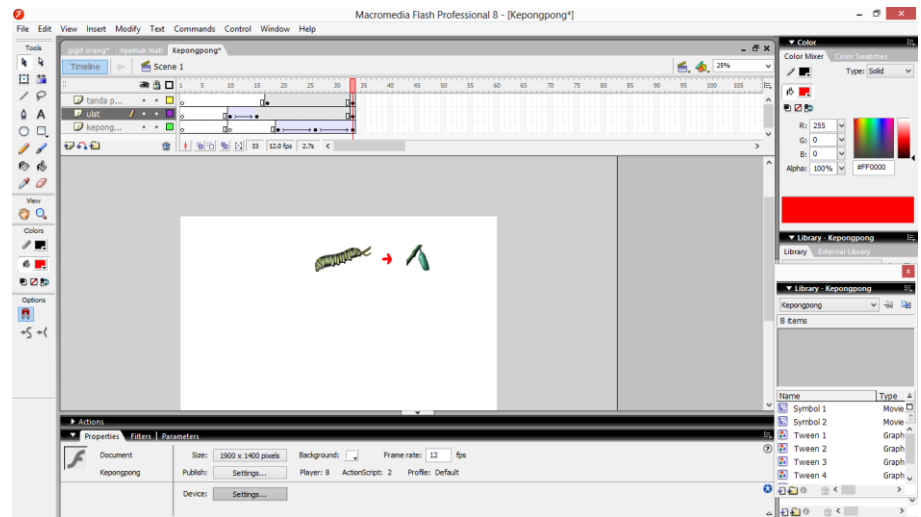 Macromedia Flash Professional 8 - [Kepongpong*]
File Edit View Insert Modify Text Commands Control Window Help
Tools
View
Colors
Options
gigit orang* nyamuk mati Kepongpong*
Timeline Scene 1 25%
1 5 10 15 20 25 30 35 40 45 50 55 60 65 70 75 80 85 90 95 100 105
tanda p...
ulat
kepong...
33 12.0 fps 2.7s
Actions
Properties Filters Parameters
Document Size: 1900 x 1400 pixels Background: Frame rate: 12 fps
Kepongpong Publish: Settings... Player: 8 ActionScript: 2 Profile: Default
Device: Settings...
Color
Color Mixer Color Swatches
Type: Solid
R: 255
G: 0
B: 0
Alpha: 100% #FF0000
Library - Kepongpong
Library External Library
Library - Kepongpong
Kepongpong
8 items
Name Type
Symbol 1 Movie
Symbol 2 Movie
Tween 1 Graph
Tween 2 Graph
Tween 3 Graph
Tween 4 Graph